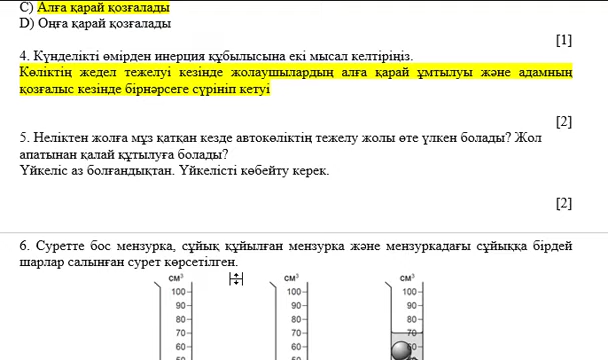 C) Алға қарай қозғалады
D) Оңға қарай қозғалады
[1]
4. Күнделікті өмірден инерция құбылысына екі мысал келтіріңіз.
Көліктің жедел тежелуі кезінде жолаушылардың алға қарай ұмтылуы және адамның
қозғалыс кезінде бірнәрсеге сүрініп кетуі
[2]
5. Неліктен жолға мұз қатқан кезде автокөліктің тежелу жолы өте үлкен болады? Жол
апатынан қалай құтылуға болады?
Үйкеліс аз болғандықтан. Үйкелісті көбейту керек.
[2]
6. Суретте бос мензурка, сұйық құйылған мензурка және мензуркадағы сұйыққа бірдей
шарлар салынған сурет көрсетілген.
см³ см³ см³
100 100 100
90 90 90
80 80 80
70 70 70
60 60 60